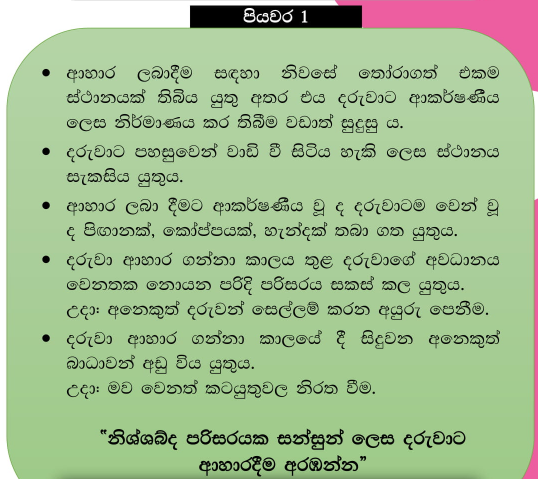 පියවර 1
• ආහාර ලබාදීම සඳහා නිවසේ තෝරාගත් එකම
ස්ථානයක් තිබිය යුතු අතර එය දරුවාට ආකර්ෂණීය
ලෙස නිර්මාණය කර තිබීම වඩාත් සුදුසු ය.
• දරුවාට පහසුවෙන් වාඩි වී සිටිය හැකි ලෙස ස්ථානය
සැකසිය යුතුය.
• ආහාර ලබා දීමට ආකර්ෂණීය වූ ද දරුවාටම වෙන් වූ
ද පිඟානක්, කෝප්පයක්, හැන්දක් තබා ගත යුතුය.
• දරුවා ආහාර ගන්නා කාලය තුළ දරුවාගේ අවධානය
වෙනතක නොයන පරිදි පරිසරය සකස් කල යුතුය.
උදා: අනෙකුත් දරුවන් සෙල්ලම් කරන අයුරු පෙනීම.
• දරුවා ආහාර ගන්නා කාලයේ දී සිදුවන අනෙකුත්
බාධාවන් අඩු විය යුතුය.
උදා: මව වෙනත් කටයුතුවල නිරත වීම.
“නිශ්ශබ්ද පරිසරයක සන්සුන් ලෙස දරුවාට
ආහාරදීම අරඹන්න”